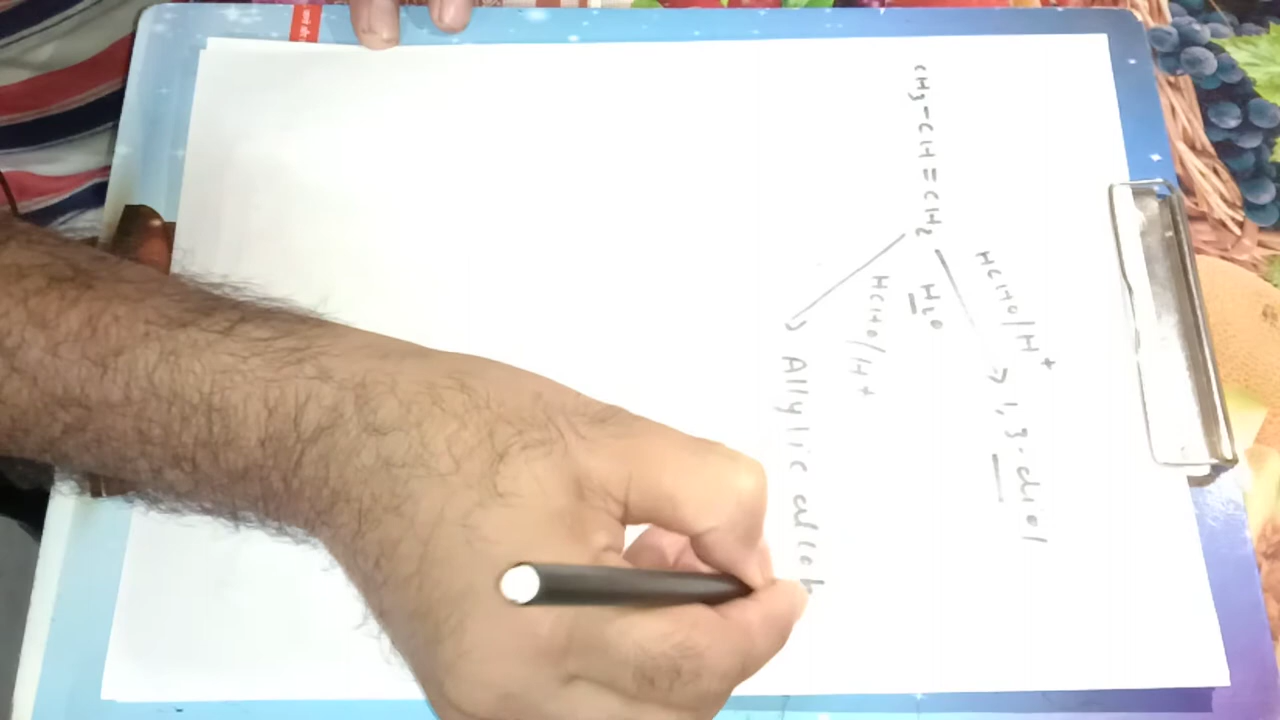 HCHO/H+
1,3-diol
CH3-CH=CH2
H2O
HCHO/H+
Allylic alcoh